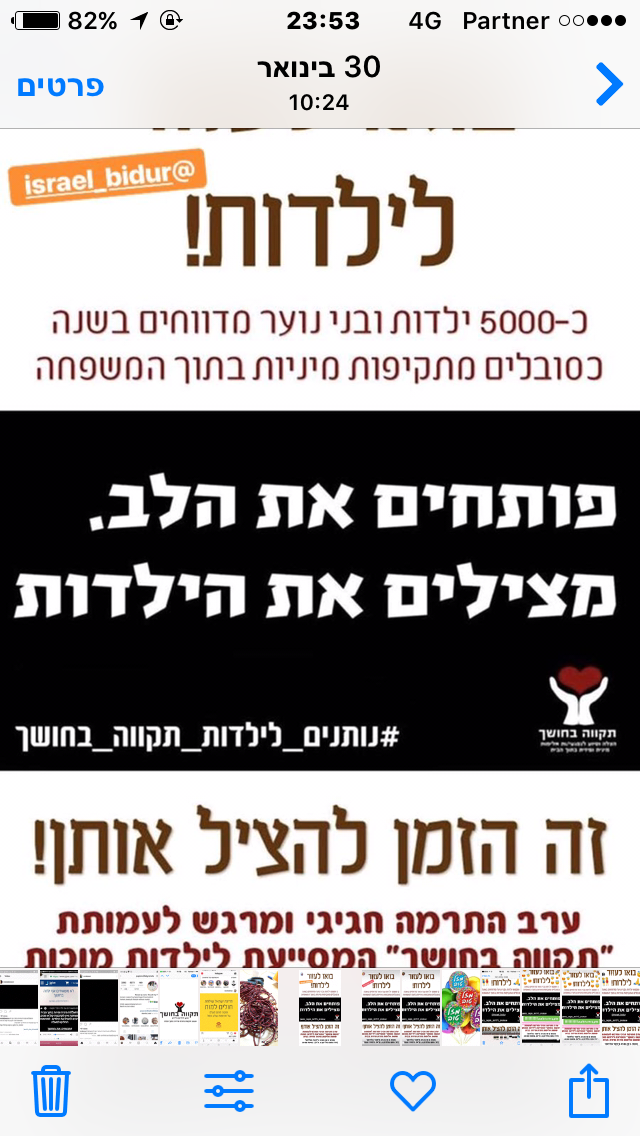 82% 23:53 4G Partner
פרטים
30 בינואר
10:24
israel_bidur@
לילדות!
כ-5000 ילדות ובני נוער מדווחים בשנה
כסובלים מתקיפות מיניות בתוך המשפחה
פותחים את הלב.
מצילים את הילדות
תקווה בחושך
#נותנים_לילדות_תקווה_בחושך
זה הזמן להציל אותן!
ערב התרמה חגיגי ומרגש לעמותת
"תקווה בחושך" המסייעת לילדות מוכות